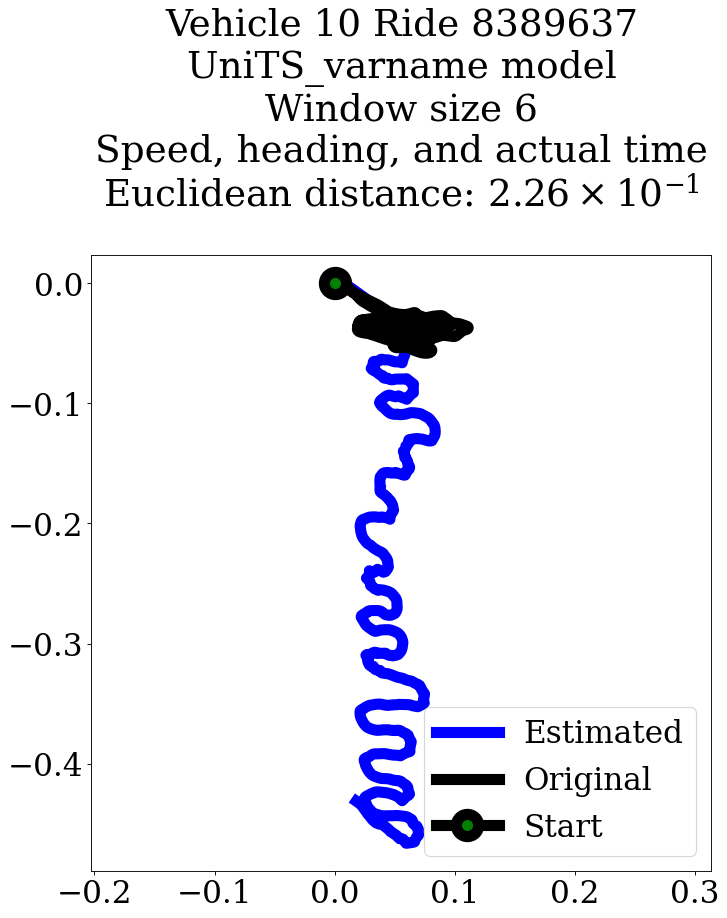 Vehicle 10 Ride 8389637
UniTS_varname model
Window size 6
Speed, heading, and actual time
Euclidean distance: 2.26 × 10⁻¹
0.0
−0.1
−0.2
−0.3
−0.4
Estimated
Original
Start
−0.2 −0.1 0.0 0.1 0.2 0.3